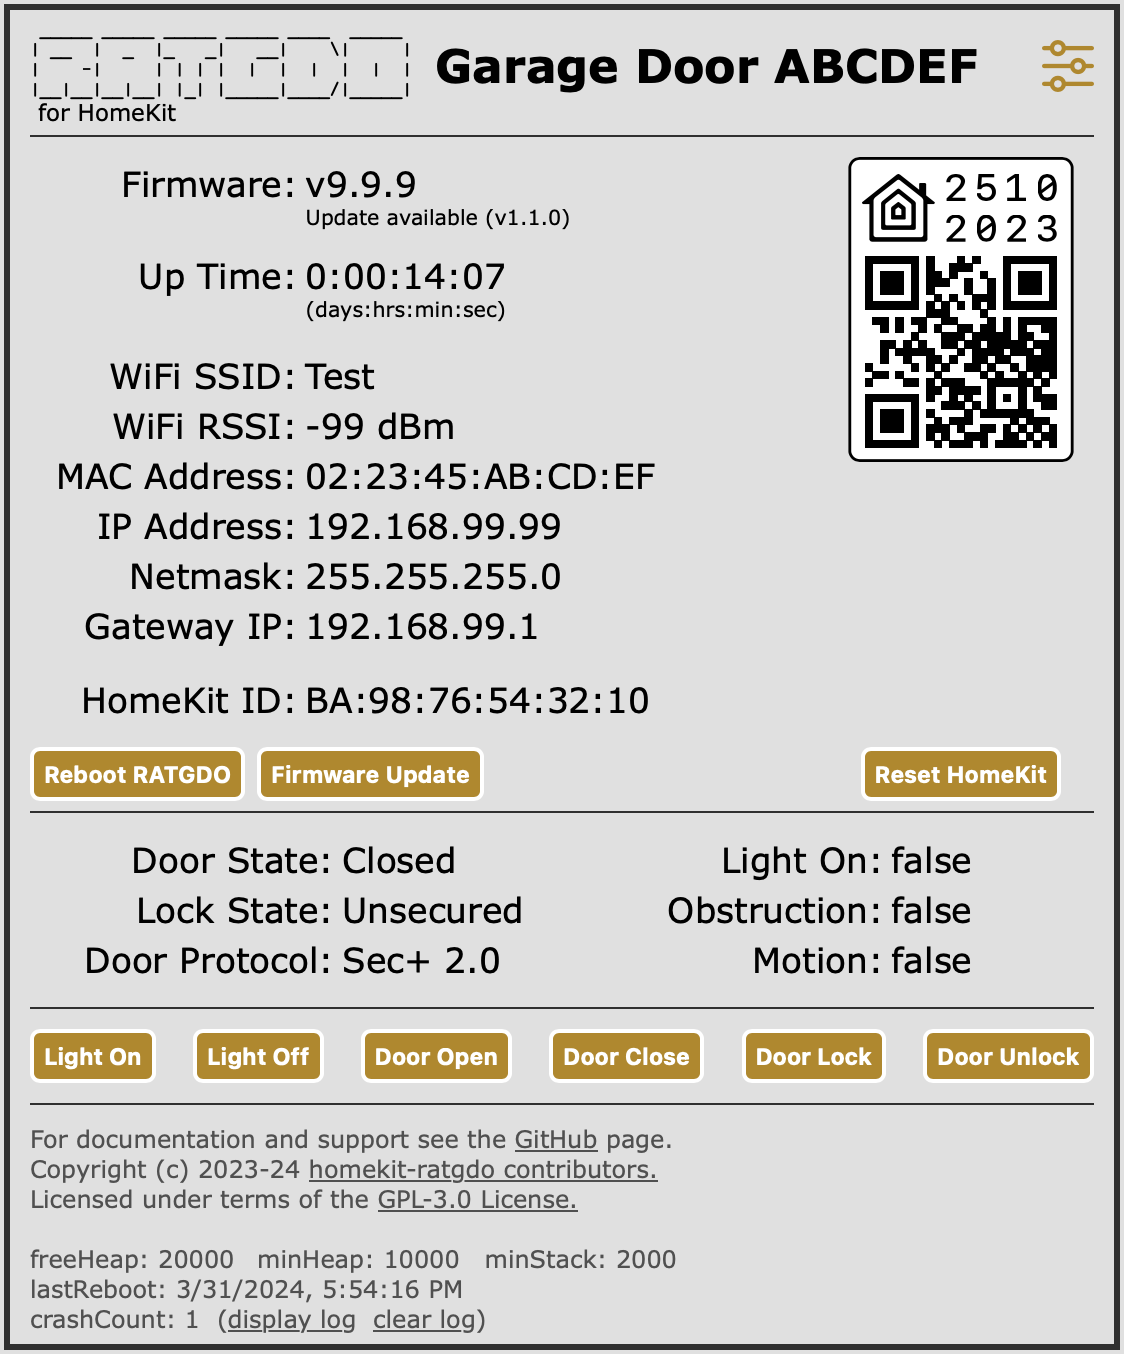 RATGDO
for HomeKit
Garage Door ABCDEF
Firmware: v9.9.9
Update available (v1.1.0)
Up Time: 0:00:14:07
(days:hrs:min:sec)
WiFi SSID: Test
WiFi RSSI: -99 dBm
MAC Address: 02:23:45:AB:CD:EF
IP Address: 192.168.99.99
Netmask: 255.255.255.0
Gateway IP: 192.168.99.1
HomeKit ID: BA:98:76:54:32:10
2510
2023
Reboot RATGDO Firmware Update Reset HomeKit
Door State: Closed Light On: false
Lock State: Unsecured Obstruction: false
Door Protocol: Sec+ 2.0 Motion: false
Light On Light Off Door Open Door Close Door Lock Door Unlock
For documentation and support see the GitHub page.
Copyright (c) 2023-24 homekit-ratgdo contributors.
Licensed under terms of the GPL-3.0 License.
freeHeap: 20000 minHeap: 10000 minStack: 2000
lastReboot: 3/31/2024, 5:54:16 PM
crashCount: 1 (display log clear log)